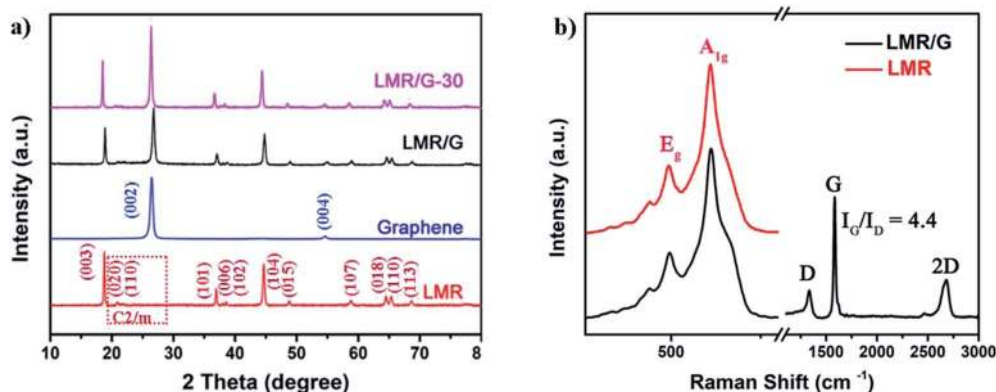 a)
Intensity (a.u.)
LMR/G-30
LMR/G
(002)
(004)
Graphene
(003)
(020)
(110)
C2/m
(101)
(006)
(102)
(104)
(015)
(107)
(018)
(110)
(113)
LMR
10 20 30 40 50 60 70 80
2 Theta (degree)
b)
Intensity (a.u.)
LMR/G
LMR
A1g
Eg
D
G
IG/ID = 4.4
2D
500 1500 2000 2500 3000
Raman Shift (cm -1)